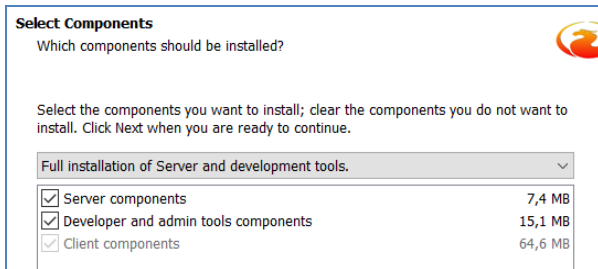 Select Components
Which components should be installed?
Select the components you want to install; clear the components you do not want to
install. Click Next when you are ready to continue.
Full installation of Server and development tools.
Server components 7,4 MB
Developer and admin tools components 15,1 MB
Client components 64,6 MB